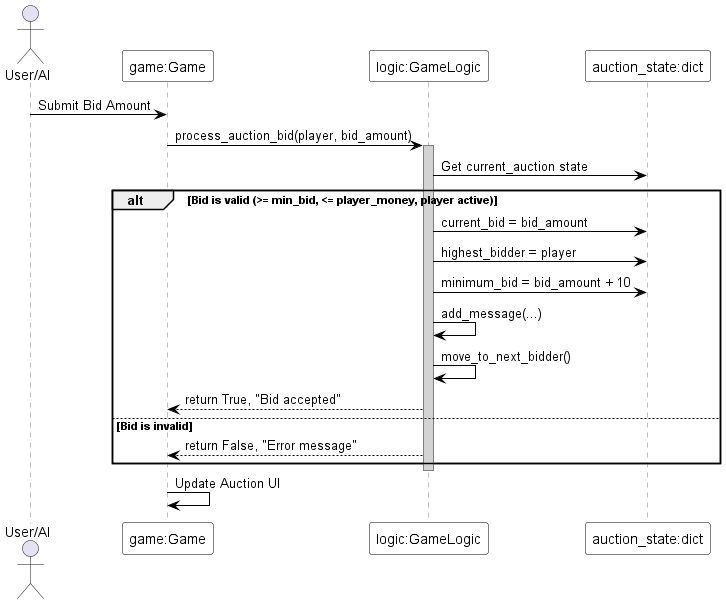 User/AI
game:Game
logic:GameLogic
auction_state:dict
Submit Bid Amount
process_auction_bid(player, bid_amount)
Get current_auction state
alt
[Bid is valid (>= min_bid, <= player_money, player active)]
current_bid = bid_amount
highest_bidder = player
minimum_bid = bid_amount + 10
add_message(...)
move_to_next_bidder()
return True, "Bid accepted"
[Bid is invalid]
return False, "Error message"
Update Auction UI
User/AI
game:Game
logic:GameLogic
auction_state:dict